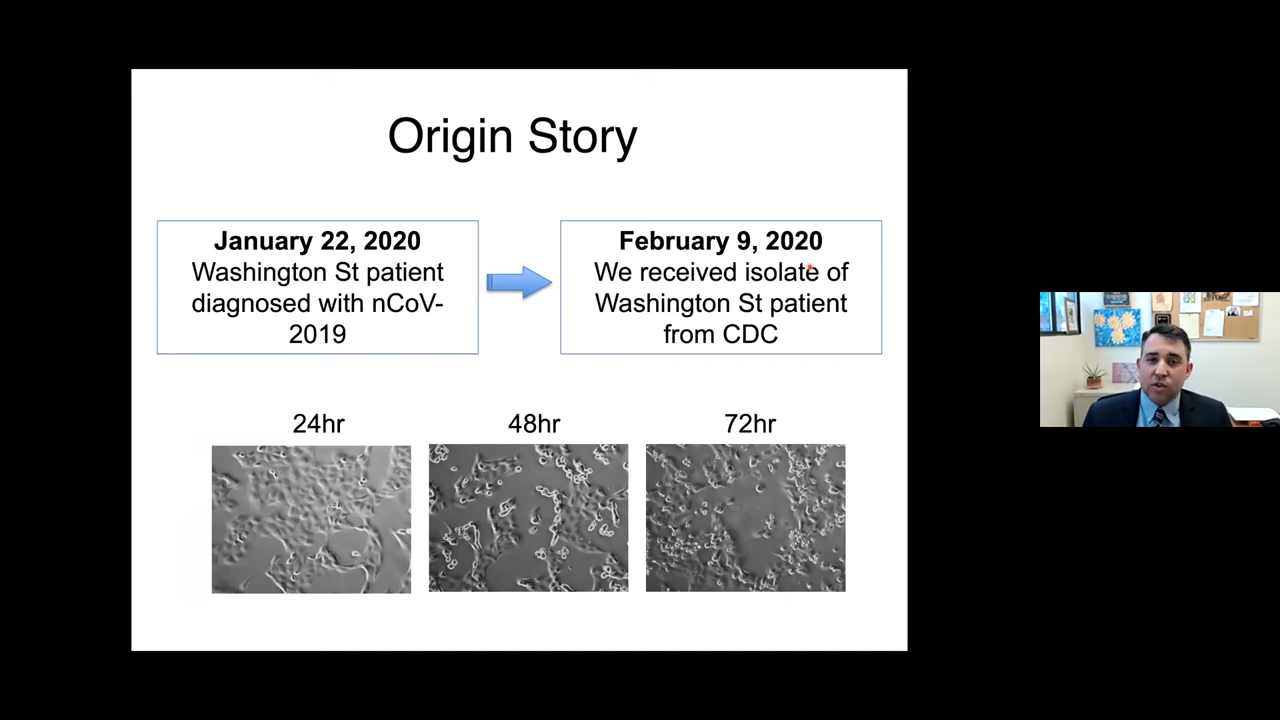 Origin Story
January 22, 2020
Washington St patient
diagnosed with nCoV-
2019
February 9, 2020
We received isolate of
Washington St patient
from CDC
24hr
48hr
72hr